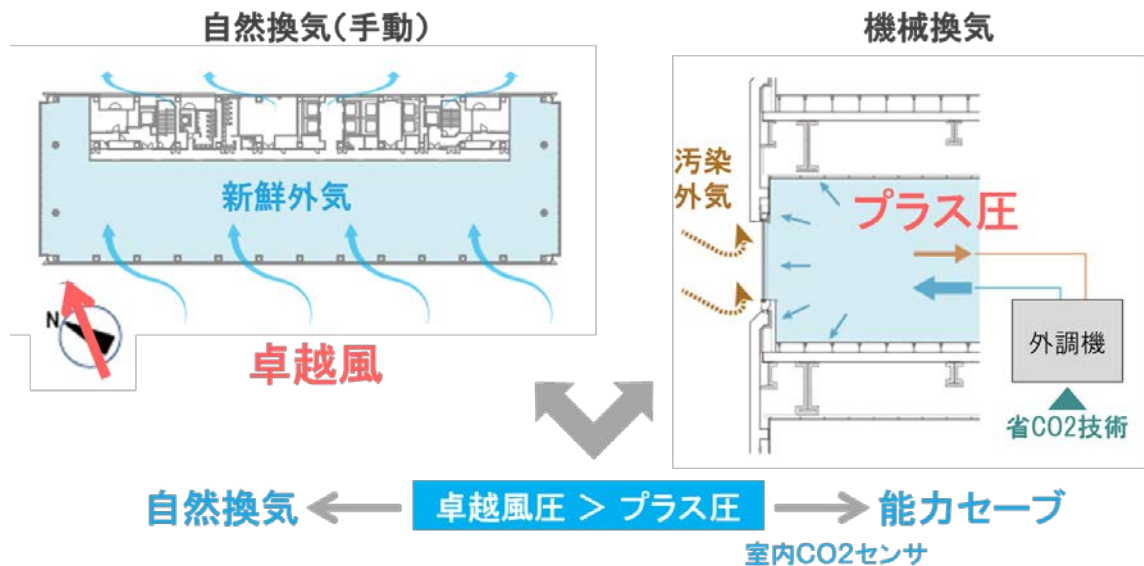 自然換気(手動)
機械換気
新鮮外気
N
卓越風
汚染
外気
プラス圧
外調機
省CO2技術
自然換気
卓越風圧 > プラス圧
能力セーブ
室内CO2センサ